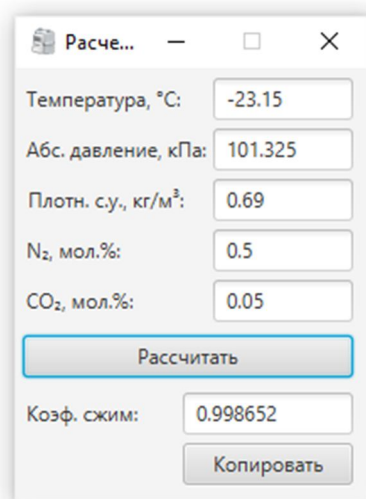 Расче...
Температура, °C: -23.15
Абс. давление, кПа: 101.325
Плотн. с.у., кг/м³: 0.69
N₂, мол.%: 0.5
CO₂, мол.%: 0.05
Рассчитать
Коэф. сжим: 0.998652
Копировать